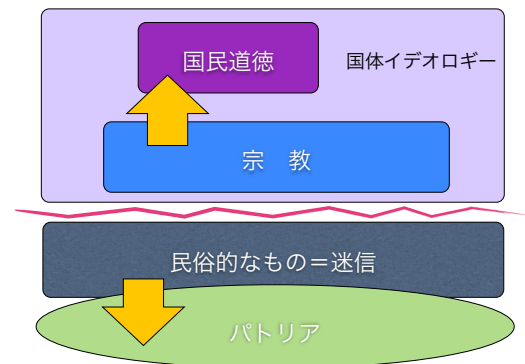 国民道徳
国体イデオロギー
宗　教
民俗的なもの＝迷信
パトリア